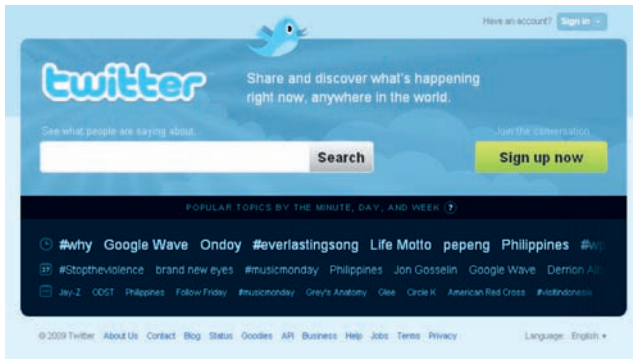 Have an account? Sign in
twitter
Share and discover what's happening
right now, anywhere in the world.
See what people are saying about...
Join the conversation
Search
Sign up now
POPULAR TOPICS BY THE MINUTE, DAY, AND WEEK ?
#why Google Wave Ondoy #everlastingsong Life Motto pepeng Philippines
27 #Stoptheviolence brand new eyes #musicmonday Philippines Jon Gosselin Google Wave Derrion
Jay-Z ODST Philippines Follow Friday #musicmonday Grey's Anatomy Glee Circle K American Red Cross #visitindonesia
© 2009 Twitter About Us Contact Blog Status Goodies API Business Help Jobs Terms Privacy Language: English